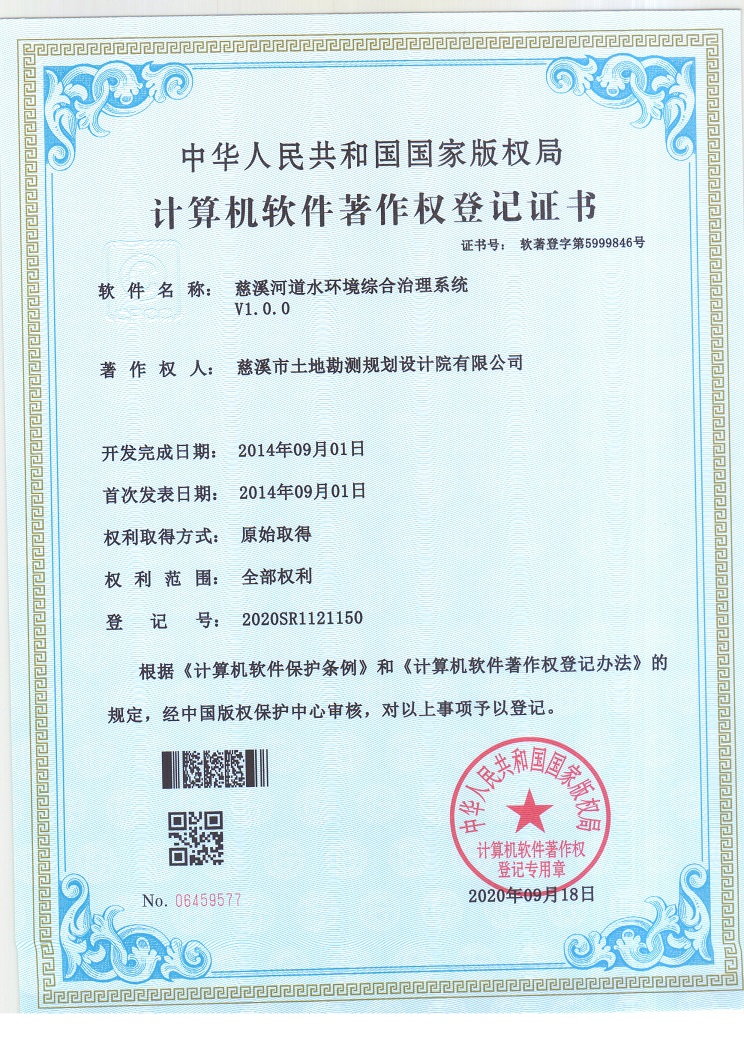 中华人民共和国国家版权局
计算机软件著作权登记证书
证书号： 软著登字第5999846号
软件名称： 慈溪河道水环境综合治理系统
V1.0.0
著作权人： 慈溪市土地勘测规划设计院有限公司
开发完成日期： 2014年09月01日
首次发表日期： 2014年09月01日
权利取得方式： 原始取得
权利范围： 全部权利
登记号： 2020SR1121150
根据《计算机软件保护条例》和《计算机软件著作权登记办法》的
规定，经中国版权保护中心审核，对以上事项予以登记。
中华人民共和国国家版权局
计算机软件著作权
登记专用章
No. 06459577
2020年09月18日